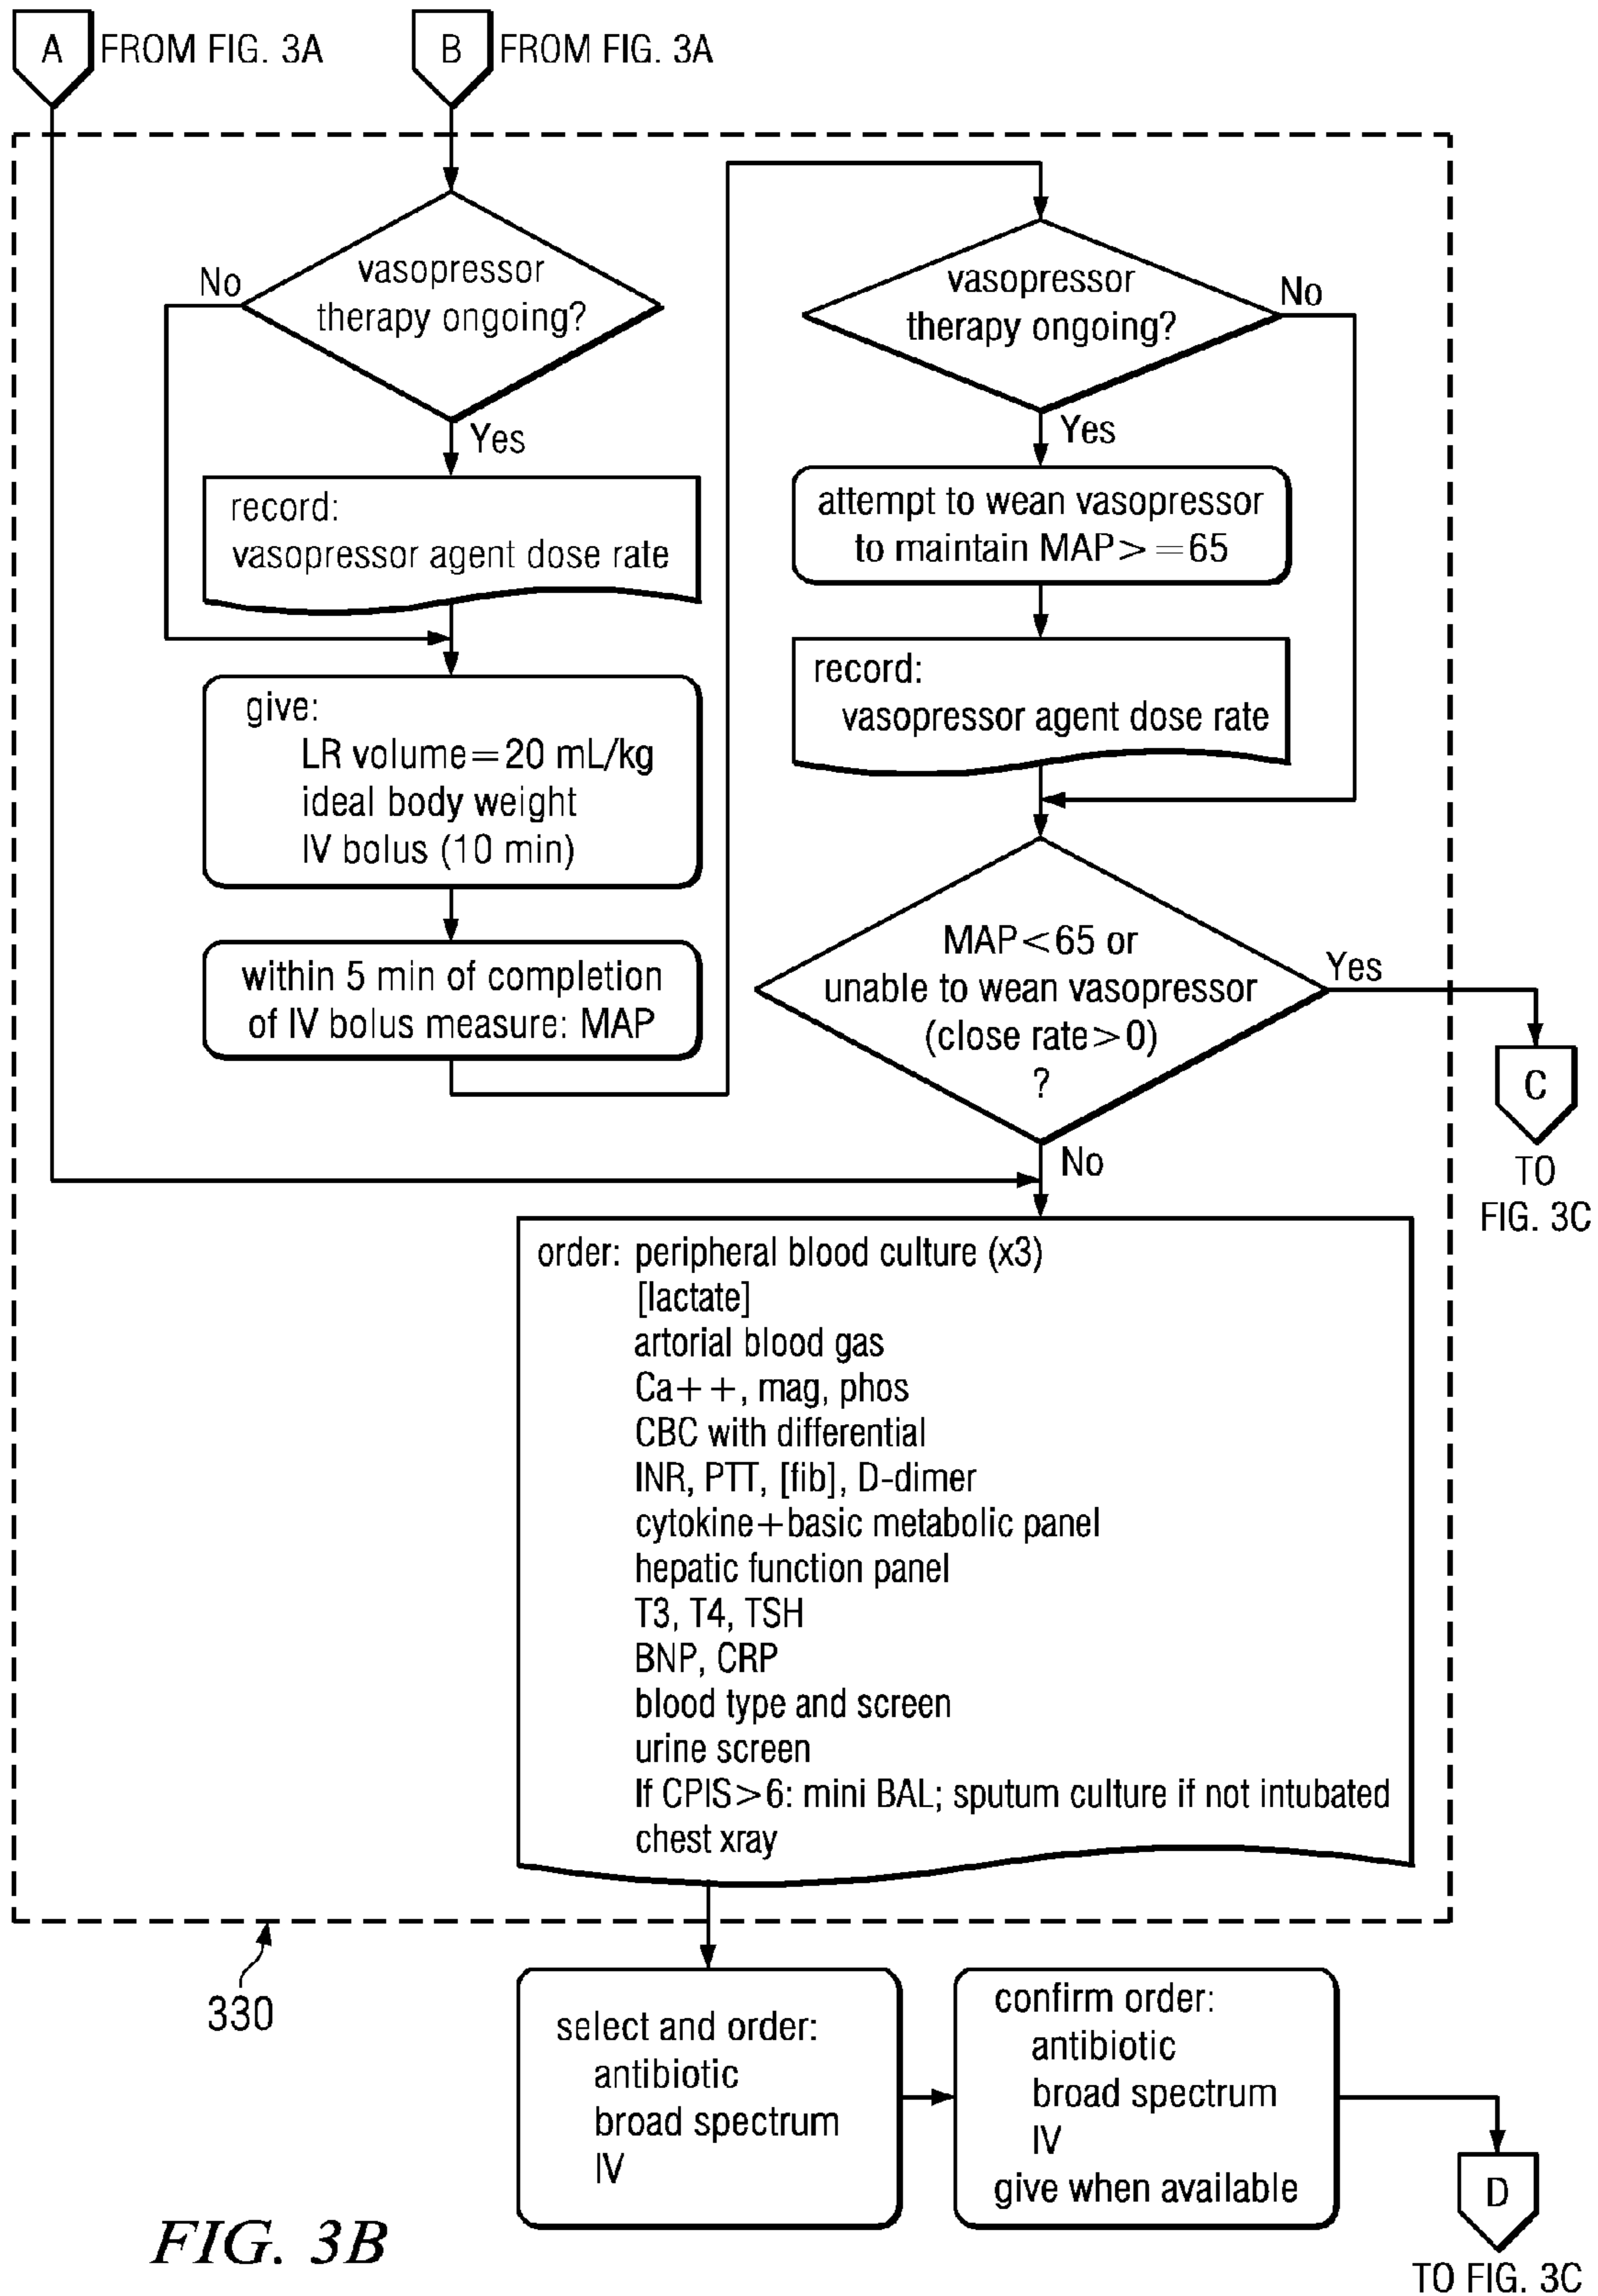 A FROM FIG. 3A
B FROM FIG. 3A
vasopressor
therapy ongoing?
No
Yes
record:
vasopressor agent dose rate
give:
LR volume=20 mL/kg
ideal body weight
IV bolus (10 min)
within 5 min of completion
of IV bolus measure: MAP
vasopressor
therapy ongoing?
No
Yes
attempt to wean vasopressor
to maintain MAP>=65
record:
vasopressor agent dose rate
MAP<65 or
unable to wean vasopressor
(close rate>0)
?
Yes
C
TO
FIG. 3C
No
order: peripheral blood culture (x3)
[lactate]
artorial blood gas
Ca++, mag, phos
CBC with differential
INR, PTT, [fib], D-dimer
cytokine+basic metabolic panel
hepatic function panel
T3, T4, TSH
BNP, CRP
blood type and screen
urine screen
If CPIS>6: mini BAL; sputum culture if not intubated
chest xray
330
select and order:
antibiotic
broad spectrum
IV
confirm order:
antibiotic
broad spectrum
IV
give when available
D
TO FIG. 3C
FIG. 3B